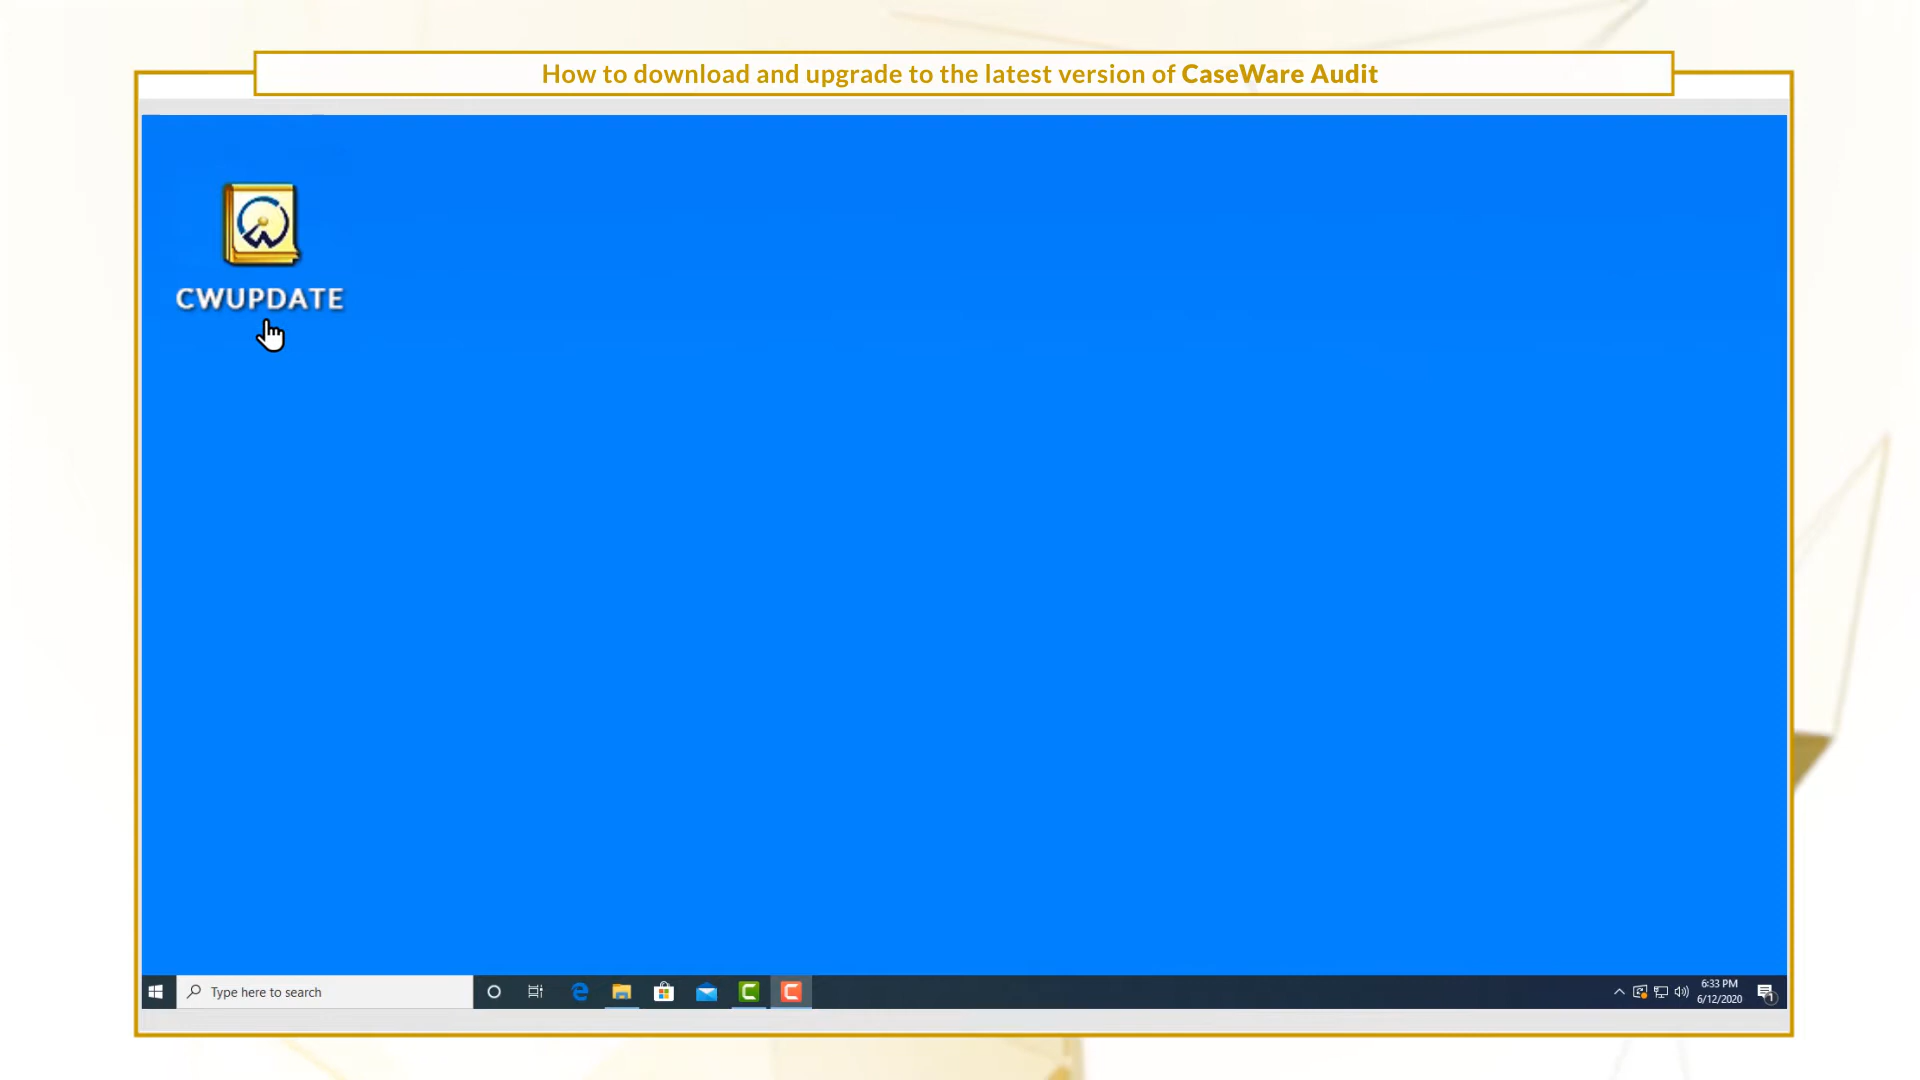 How to download and upgrade to the latest version of CaseWare Audit
CWUPDATE
Type here to search
6:33 PM
6/12/2020
1